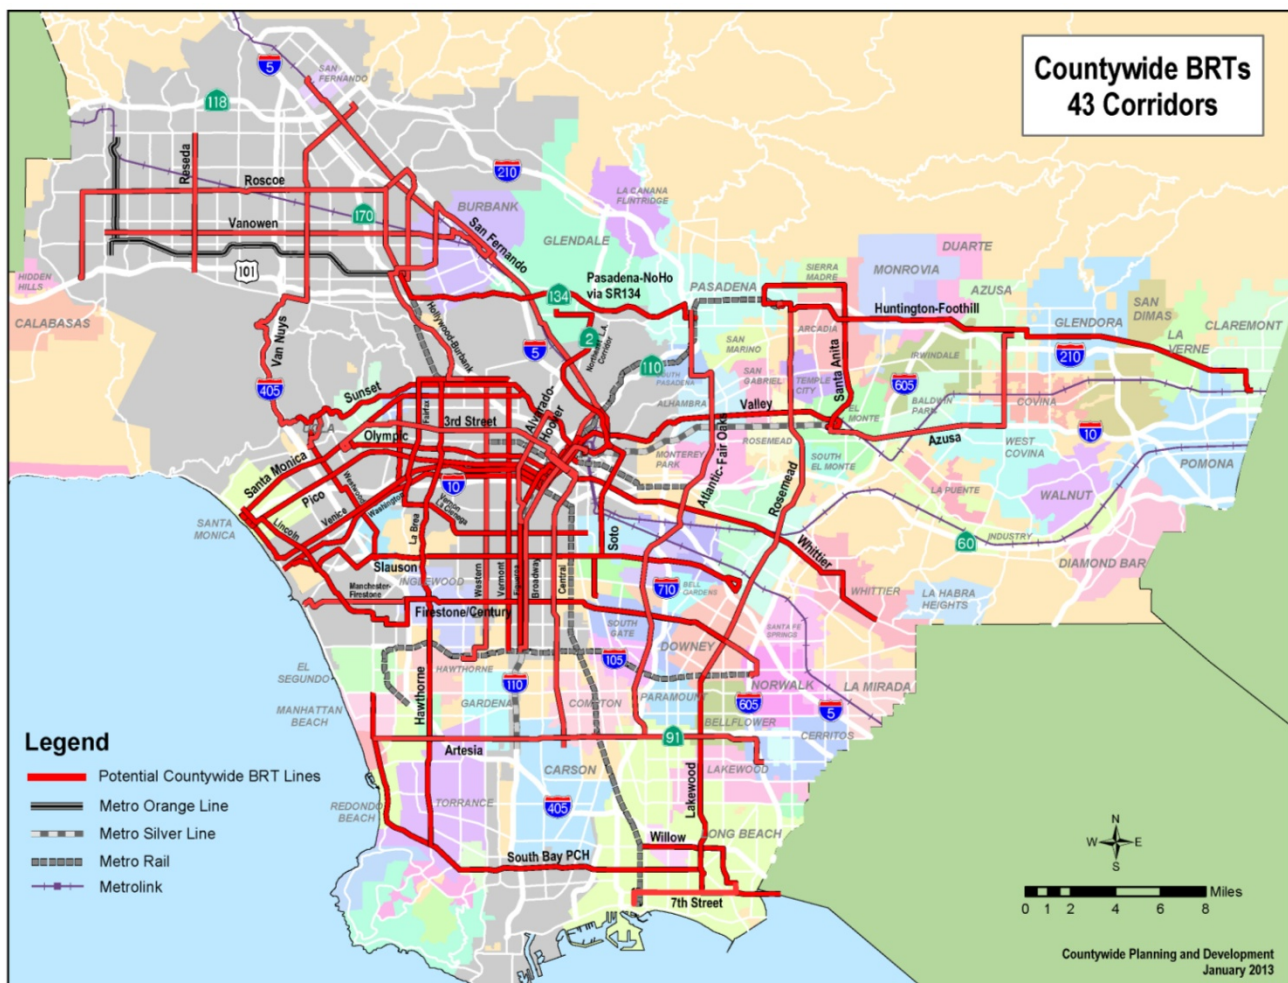 Countywide BRTs
43 Corridors
5
SAN
FERNANDO
118
210
Reseda
Roscoe
170
Vanowen
BURBANK
LA CANANA
FLINTRIDGE
San Fernando
GLENDALE
101
HIDDEN
HILLS
CALABASAS
Pasadena-NoHo
via SR134
134
PASADENA
SIERRA
MADRE
MONROVIA
DUARTE
AZUSA
Huntington-Foothill
GLENDORA
SAN
DIMAS
LA
VERNE
CLAREMONT
210
Van Nuys
Hollywood-Burbank
2
Northeast L.A.
Corridor
5
110
SAN
MARINO
ARCADIA
IRWINDALE
405
Sunset
Fairfax
3rd Street
Olympic
Alvarado-
Hoover
SOUTH
PASADENA
ALHAMBRA
SAN
GABRIEL
TEMPLE
CITY
Santa Anita
605
BALDWIN
PARK
COVINA
Valley
EL
MONTE
Azusa
10
WEST
COVINA
POMONA
Santa Monica
Pico
Westwood
Washington
Venice
Lincoln
10
Vernon
La Cienega
MONTEREY
PARK
ROSEMEAD
SOUTH
EL MONTE
Atlantic-Fair Oaks
Rosemead
LA PUENTE
WALNUT
SANTA
MONICA
La Brea
Soto
INDUSTRY
60
DIAMOND BAR
Slauson
Manchester-
Firestone
INGLEWOOD
Western
Vermont
Figueroa
Broadway
Central
Whittier
710
BELL
GARDENS
WHITTIER
LA HABRA
HEIGHTS
Firestone/Century
SOUTH
GATE
DOWNEY
SANTA FE
SPRINGS
EL
SEGUNDO
HAWTHORNE
105
MANHATTAN
BEACH
Hawthorne
110
GARDENA
COMPTON
PARAMOUNT
NORWALK
LA MIRADA
605
5
BELLFLOWER
CERRITOS
91
Artesia
CARSON
LAKEWOOD
Lakewood
REDONDO
BEACH
TORRANCE
405
Willow
LONG BEACH
South Bay PCH
7th Street
Legend
Potential Countywide BRT Lines
Metro Orange Line
Metro Silver Line
Metro Rail
Metrolink
N
W E
S
Miles
0 1 2 4 6 8
Countywide Planning and Development
January 2013